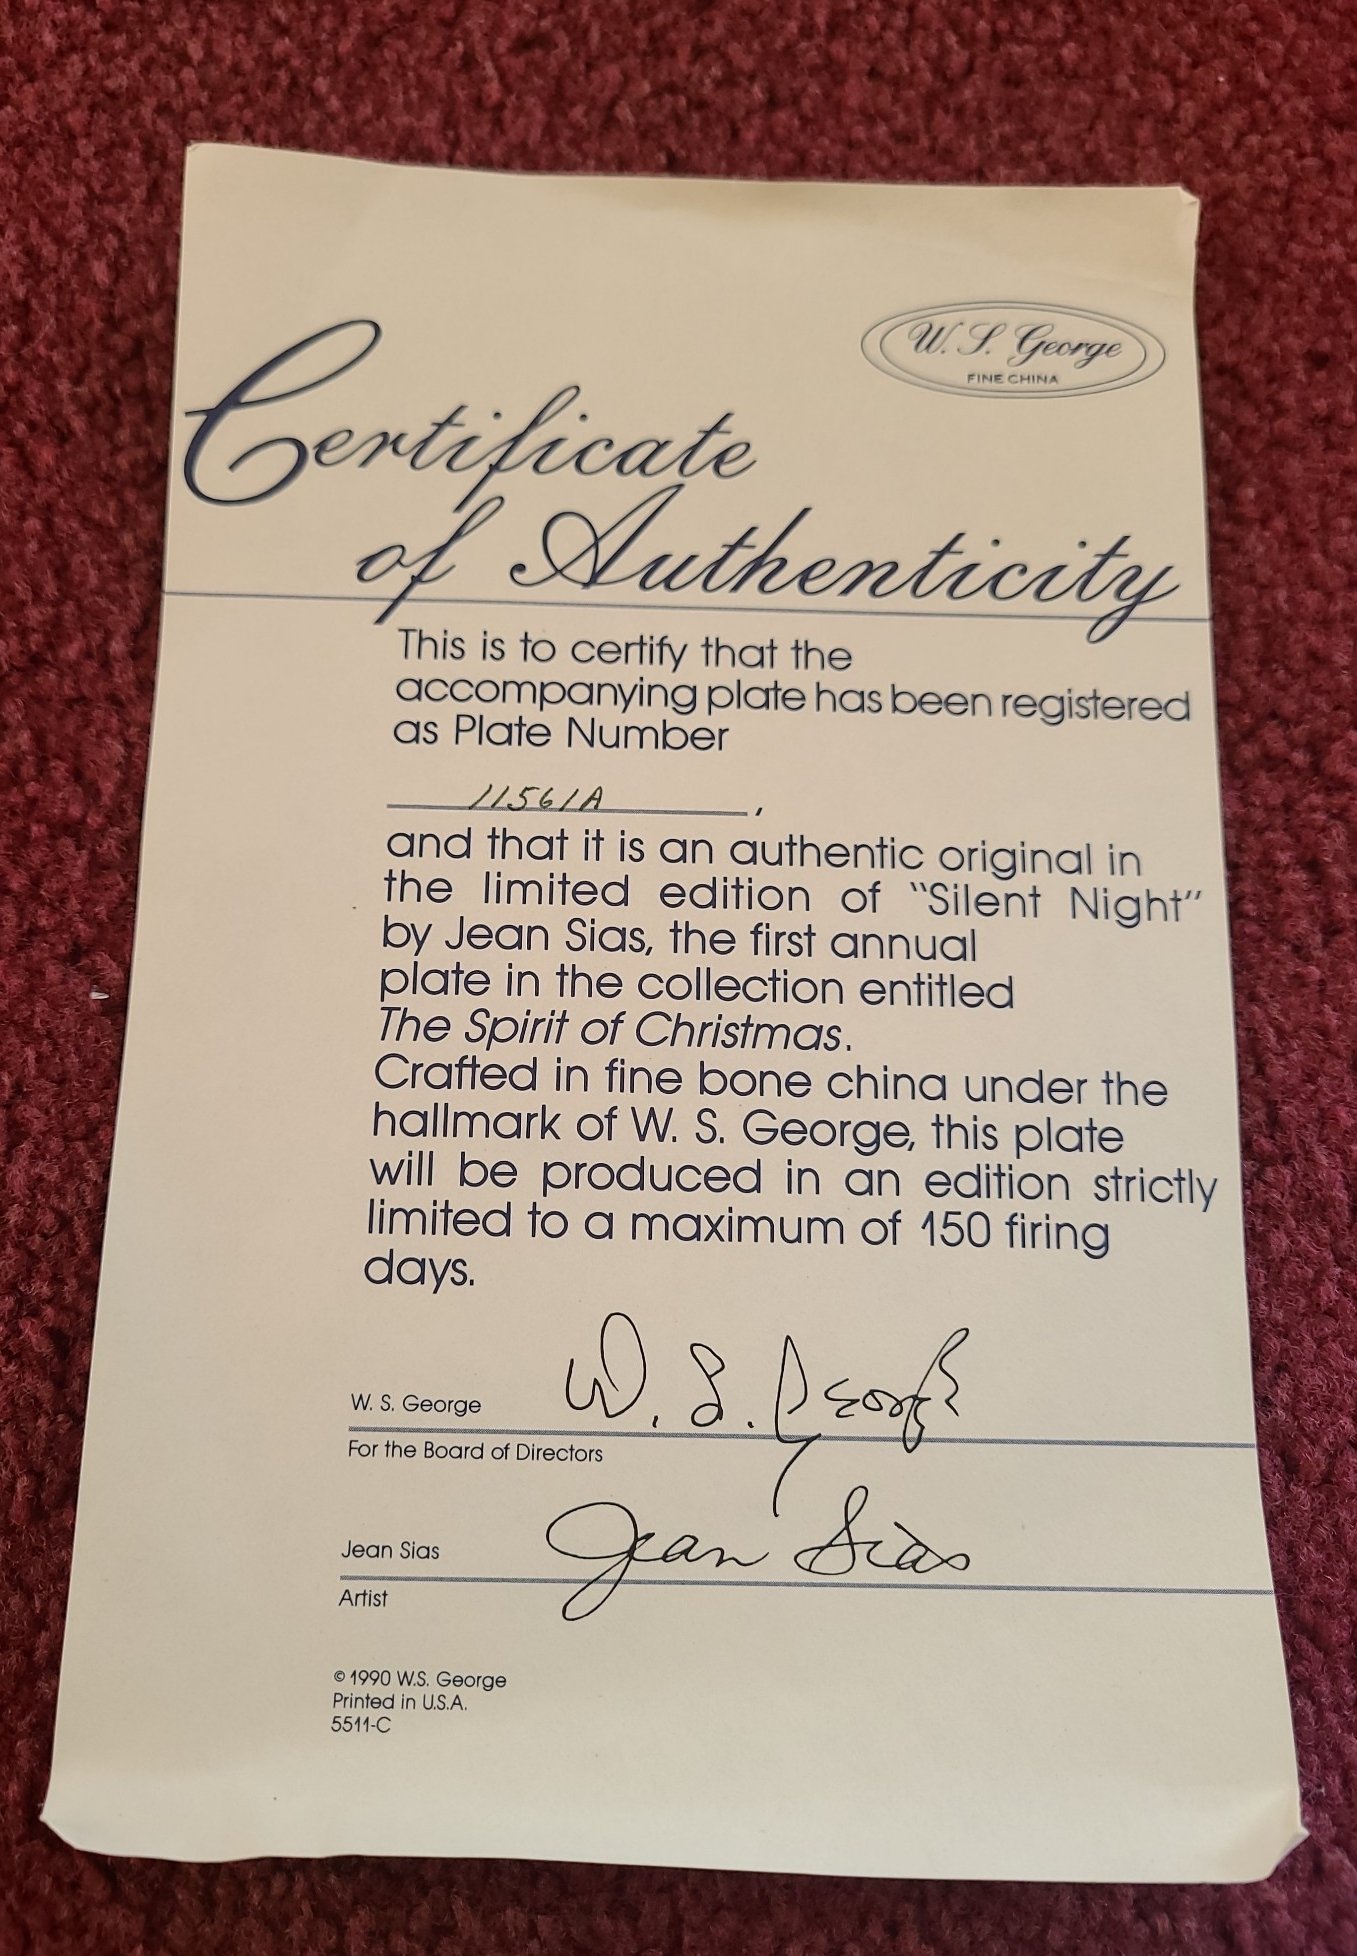 W. S. George
FINE CHINA
Certificate
of Authenticity
This is to certify that the
accompanying plate has been registered
as Plate Number
11561A,
and that it is an authentic original in
the limited edition of "Silent Night"
by Jean Sias, the first annual
plate in the collection entitled
The Spirit of Christmas.
Crafted in fine bone china under the
hallmark of W. S. George, this plate
will be produced in an edition strictly
limited to a maximum of 150 firing
days.
W. S. George W. S. George
For the Board of Directors
Jean Sias Jean Sias
Artist
© 1990 W.S. George
Printed in U.S.A.
5511-C